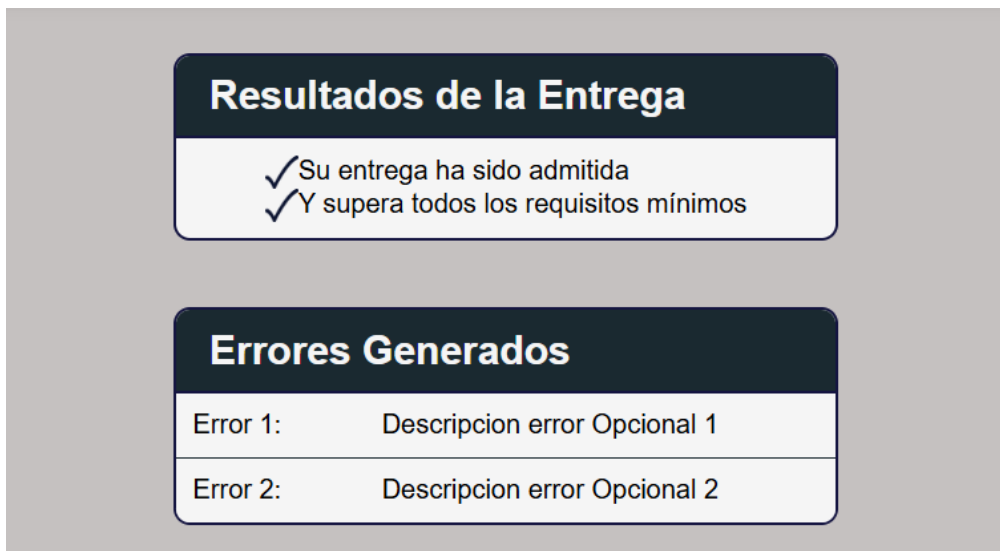 Resultados de la Entrega
Su entrega ha sido admitida
Y supera todos los requisitos mínimos
Errores Generados
Error 1: Descripcion error Opcional 1
Error 2: Descripcion error Opcional 2